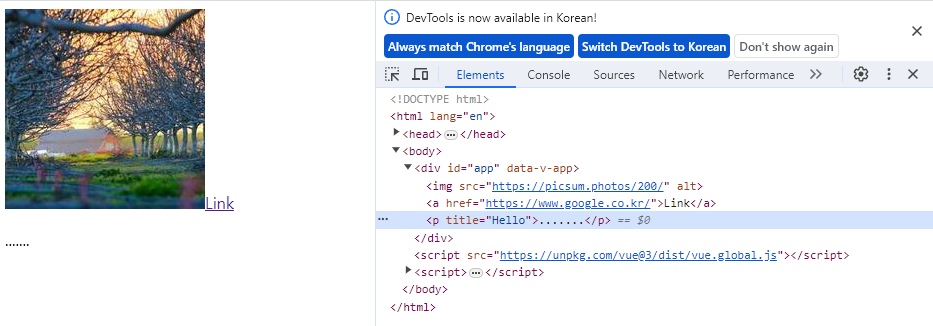 DevTools is now available in Korean!
Always match Chrome's language Switch DevTools to Korean Don't show again
Elements Console Sources Network Performance
<!DOCTYPE html>
<html lang="en">
<head> ••• </head>
<body>
<div id="app" data-v-app>
<img src="https://picsum.photos/200/" alt>
<a href="https://www.google.co.kr/">Link</a>
<p title="Hello">.......</p> == $0
</div>
<script src="https://unpkg.com/vue@3/dist/vue.global.js"></script>
<script> ••• </script>
</body>
</html>
Link
.......